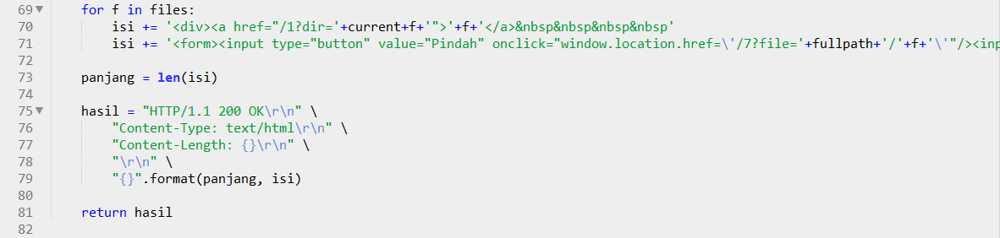 69 for f in files:
70 isi += '<div><a href="/1?dir='+current+f+'">'+f+'</a>&nbsp&nbsp&nbsp&nbsp'
71 isi += '<form><input type="button" value="Pindah" onclick="window.location.href=\'/7?file='+fullpath+'/'+f+'\'"/><inp
72
73 panjang = len(isi)
74
75 hasil = "HTTP/1.1 200 OK\r\n" \
76 "Content-Type: text/html\r\n" \
77 "Content-Length: {}\r\n" \
78 "\r\n" \
79 "{}".format(panjang, isi)
80
81 return hasil
82